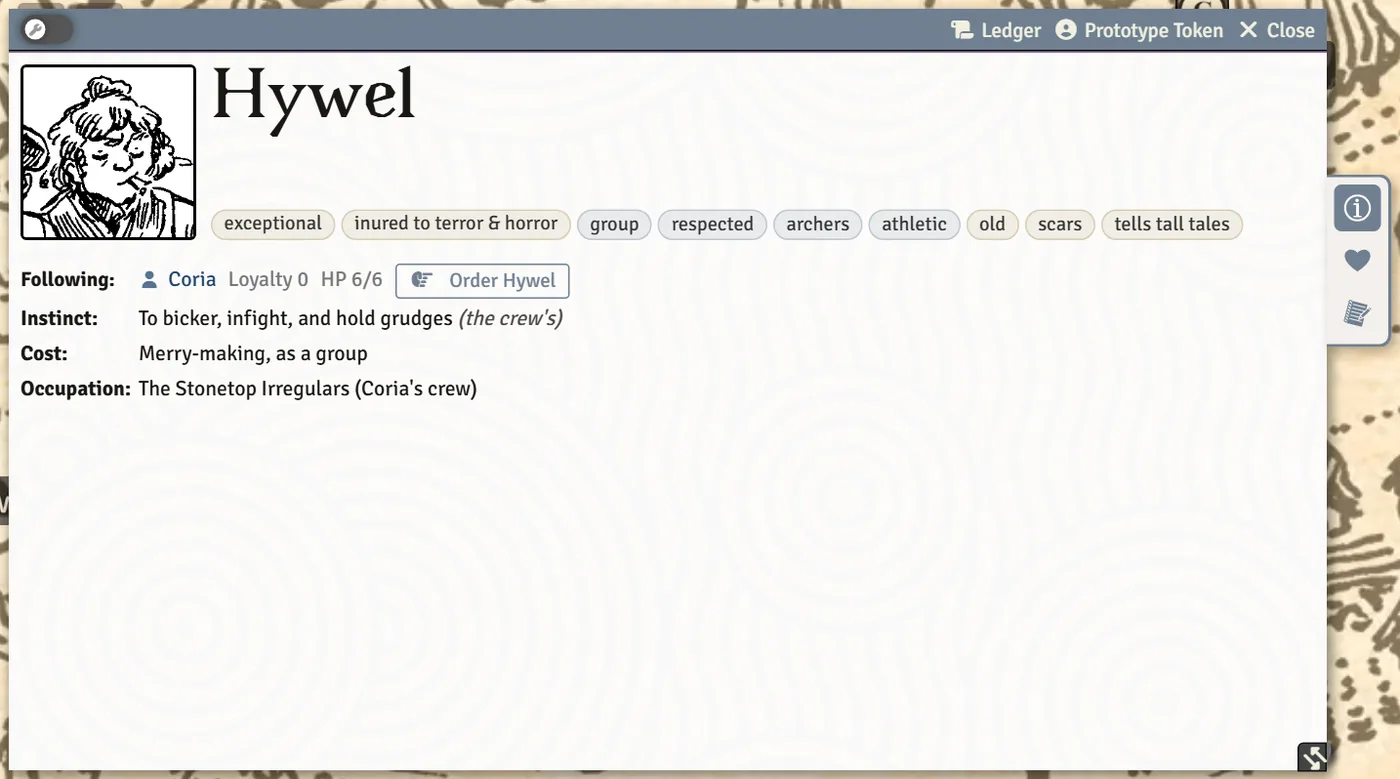 Ledger Prototype Token Close
Hywel
exceptional inured to terror & horror group respected archers athletic old scars tells tall tales
Following: Coria Loyalty 0 HP 6/6 Order Hywel
Instinct: To bicker, infight, and hold grudges (the crew's)
Cost: Merry-making, as a group
Occupation: The Stonetop Irregulars (Coria's crew)